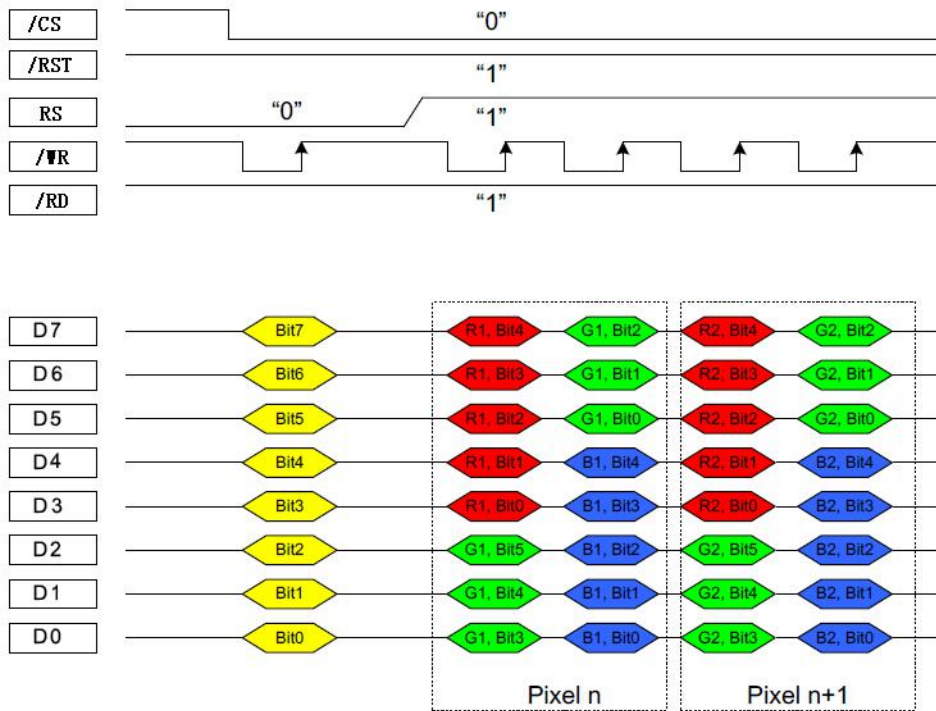 /CS “0”
/RST “1”
RS “0” “1”
/WR
/RD “1”
D7 Bit7 R1, Bit4 G1, Bit2 R2, Bit4 G2, Bit2
D6 Bit6 R1, Bit3 G1, Bit1 R2, Bit3 G2, Bit1
D5 Bit5 R1, Bit2 G1, Bit0 R2, Bit2 G2, Bit0
D4 Bit4 R1, Bit1 B1, Bit4 R2, Bit1 B2, Bit4
D3 Bit3 R1, Bit0 B1, Bit3 R2, Bit0 B2, Bit3
D2 Bit2 G1, Bit5 B1, Bit2 G2, Bit5 B2, Bit2
D1 Bit1 G1, Bit4 B1, Bit1 G2, Bit4 B2, Bit1
D0 Bit0 G1, Bit3 B1, Bit0 G2, Bit3 B2, Bit0
Pixel n Pixel n+1